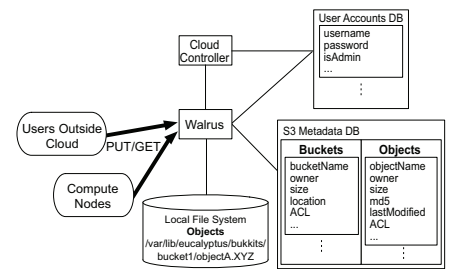 User Accounts DB
username
password
isAdmin
...
Cloud
Controller
Walrus
Users Outside
Cloud
PUT/GET
Compute
Nodes
S3 Metadata DB
Buckets
bucketName
owner
size
location
ACL
...
Objects
objectName
owner
size
md5
lastModified
ACL
...
Local File System
Objects
/var/lib/eucalyptus/bukkits/
bucket1/objectA.XYZ